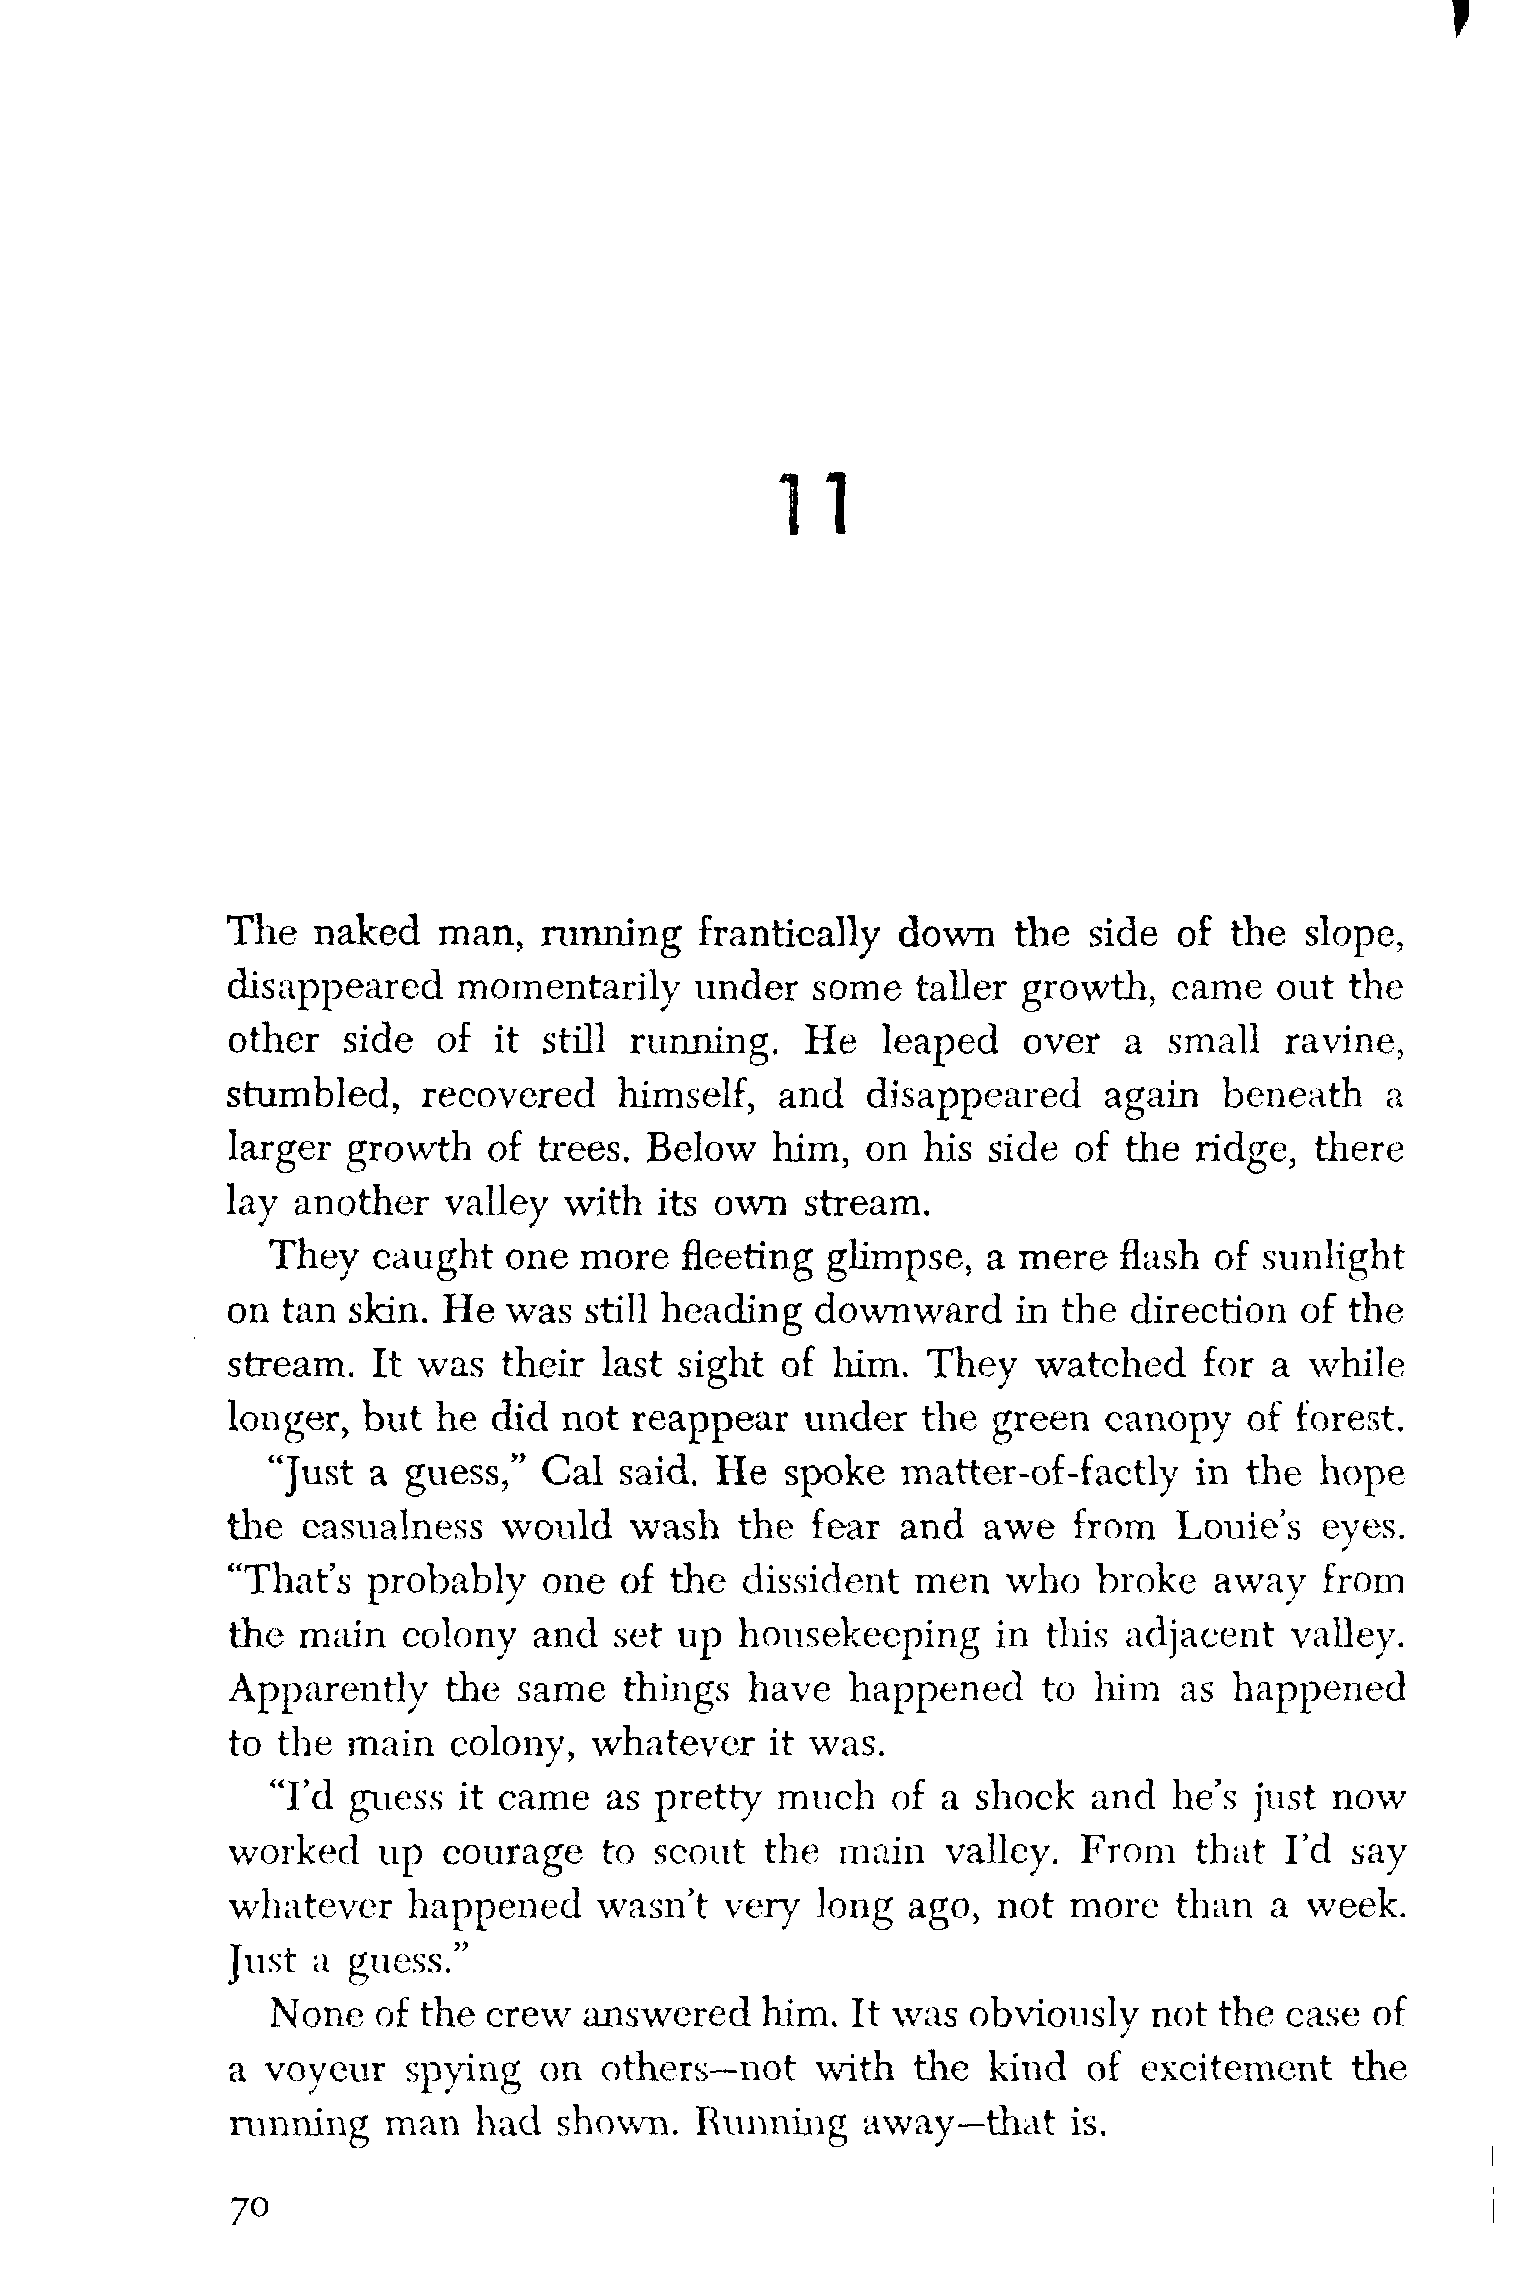 11
The naked man, running frantically down the side of the slope,
disappeared momentarily under some taller growth, came out the
other side of it still running. He leaped over a small ravine,
stumbled, recovered himself, and disappeared again beneath a
larger growth of trees. Below him, on his side of the ridge, there
lay another valley with its own stream.
They caught one more fleeting glimpse, a mere flash of sunlight
on tan skin. He was still heading downward in the direction of the
stream. It was their last sight of him. They watched for a while
longer, but he did not reappear under the green canopy of forest.
“Just a guess,” Cal said. He spoke matter-of-factly in the hope
the casualness would wash the fear and awe from Louie’s eyes.
“That’s probably one of the dissident men who broke away from
the main colony and set up housekeeping in this adjacent valley.
Apparently the same things have happened to him as happened
to the main colony, whatever it was.
“I’d guess it came as pretty much of a shock and he’s just now
worked up courage to scout the main valley. From that I’d say
whatever happened wasn’t very long ago, not more than a week.
Just a guess.”
None of the crew answered him. It was obviously not the case of
a voyeur spying on others—not with the kind of excitement the
running man had shown. Running away—that is.
70